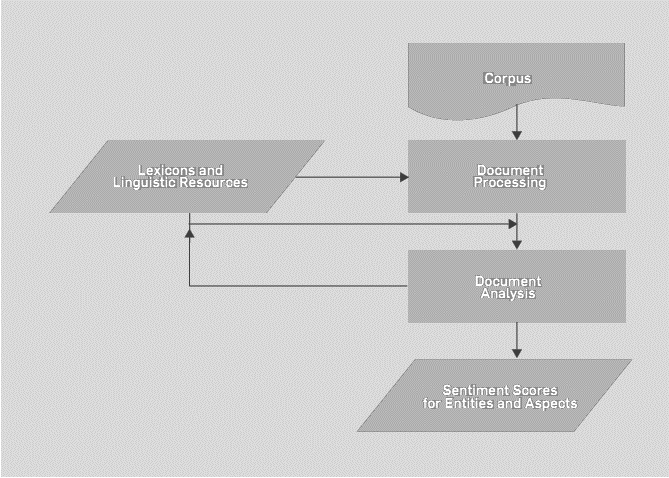 Corpus
Lexicons and
Linguistic Resources
Document
Processing
Document
Analysis
Sentiment Scores
for Entities and Aspects